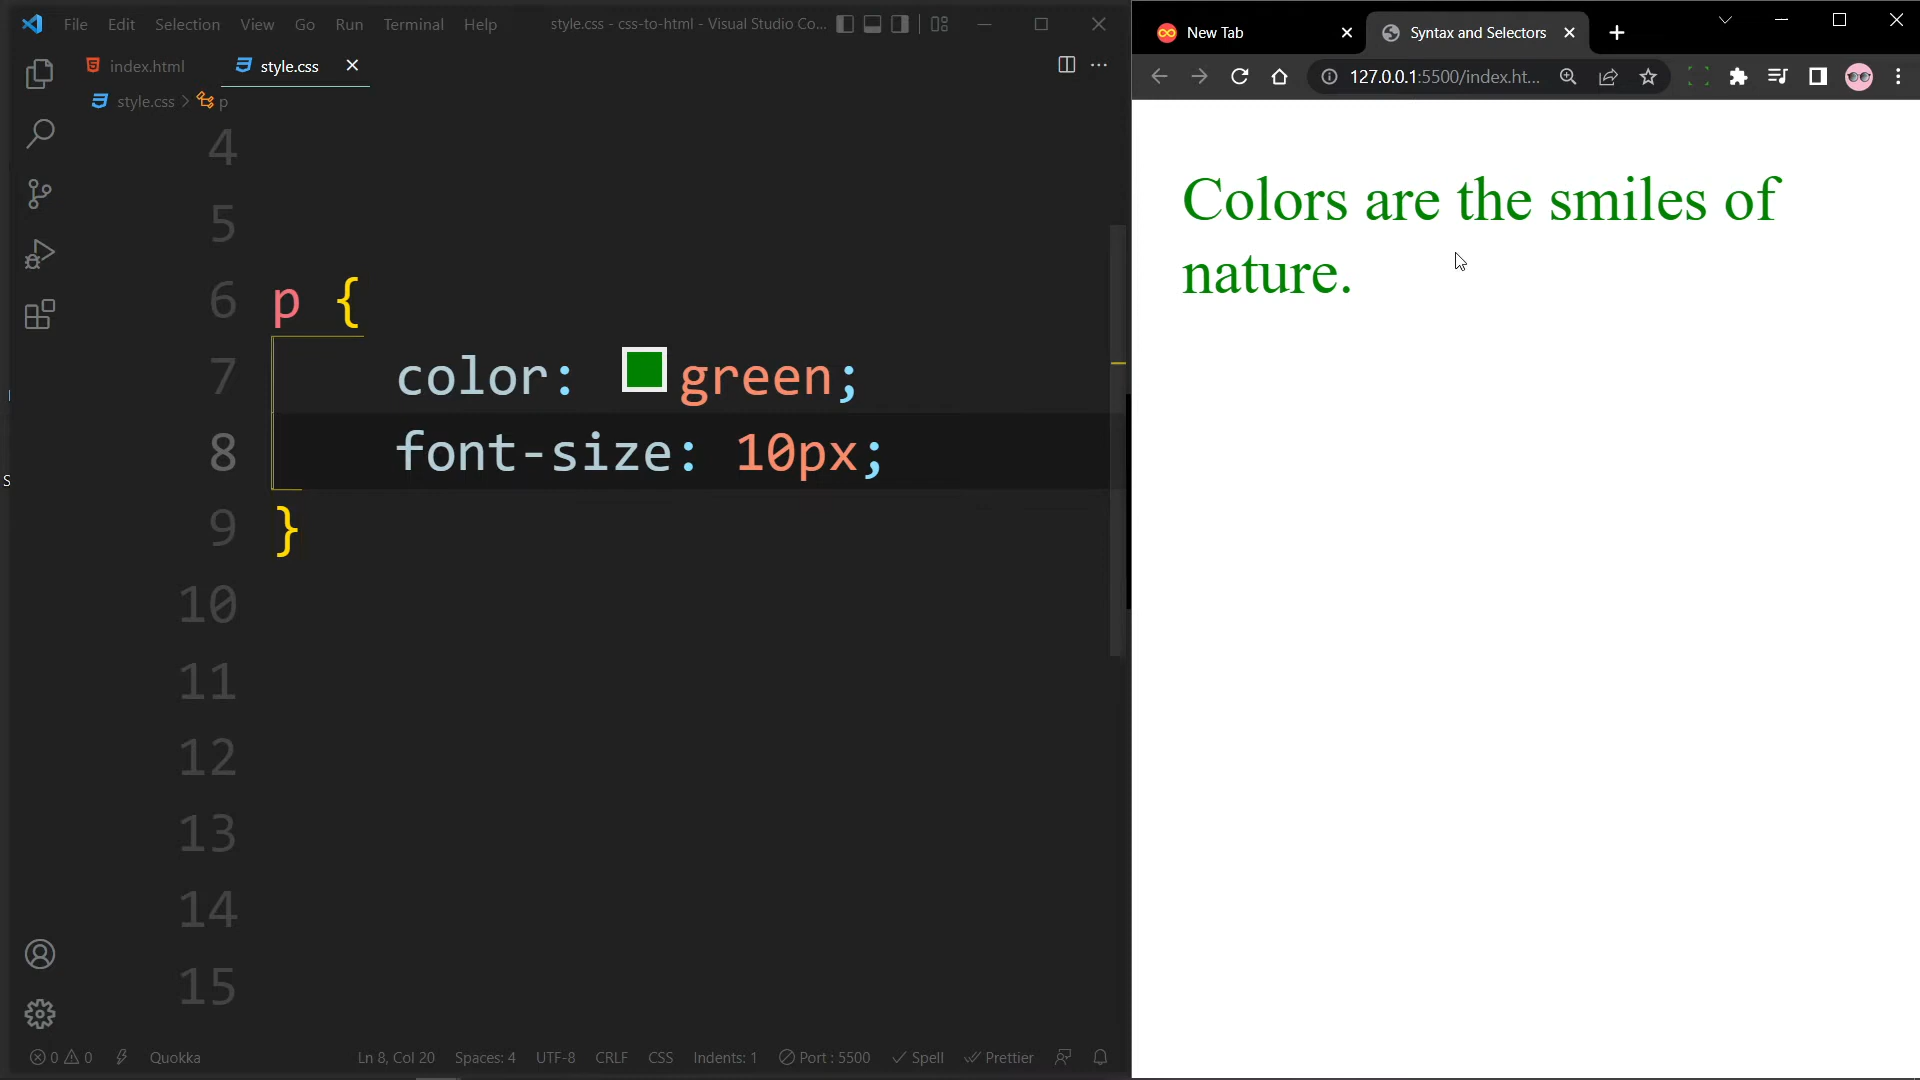 File Edit Selection View Go Run Terminal Help style.css - css-to-html - Visual Studio Co...
index.html style.css
style.css > p
4
5
6 p {
7 color: green;
8 font-size: 10px;
9 }
10
11
12
13
14
15
S
0 0 Quokka Ln 8, Col 20 Spaces: 4 UTF-8 CRLF CSS Indents: 1 Port : 5500 Spell Prettier
New Tab Syntax and Selectors
127.0.0.1:5500/index.ht...
Colors are the smiles of
nature.